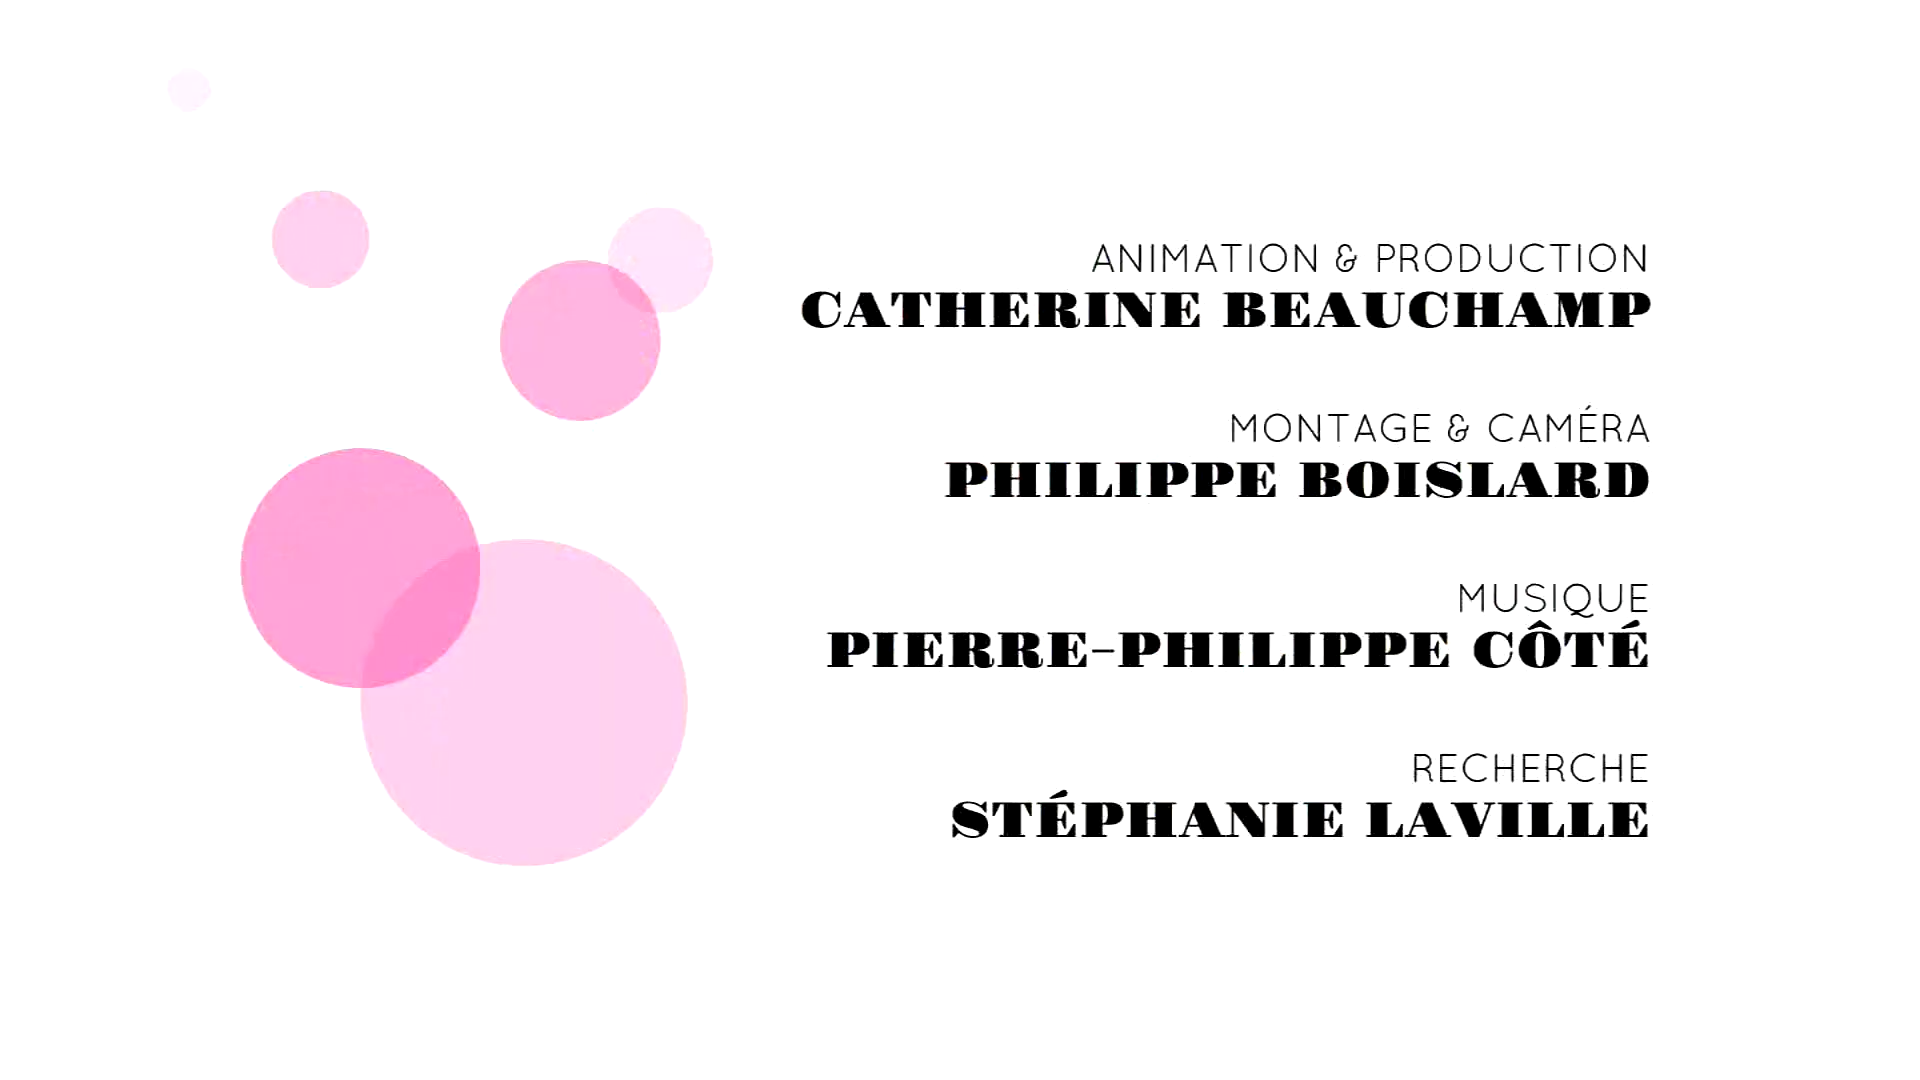 ANIMATION & PRODUCTION
CATHERINE BEAUCHAMP
MONTAGE & CAMÉRA
PHILIPPE BOISLARD
MUSIQUE
PIERRE-PHILIPPE CÔTÉ
RECHERCHE
STÉPHANIE LAVILLE